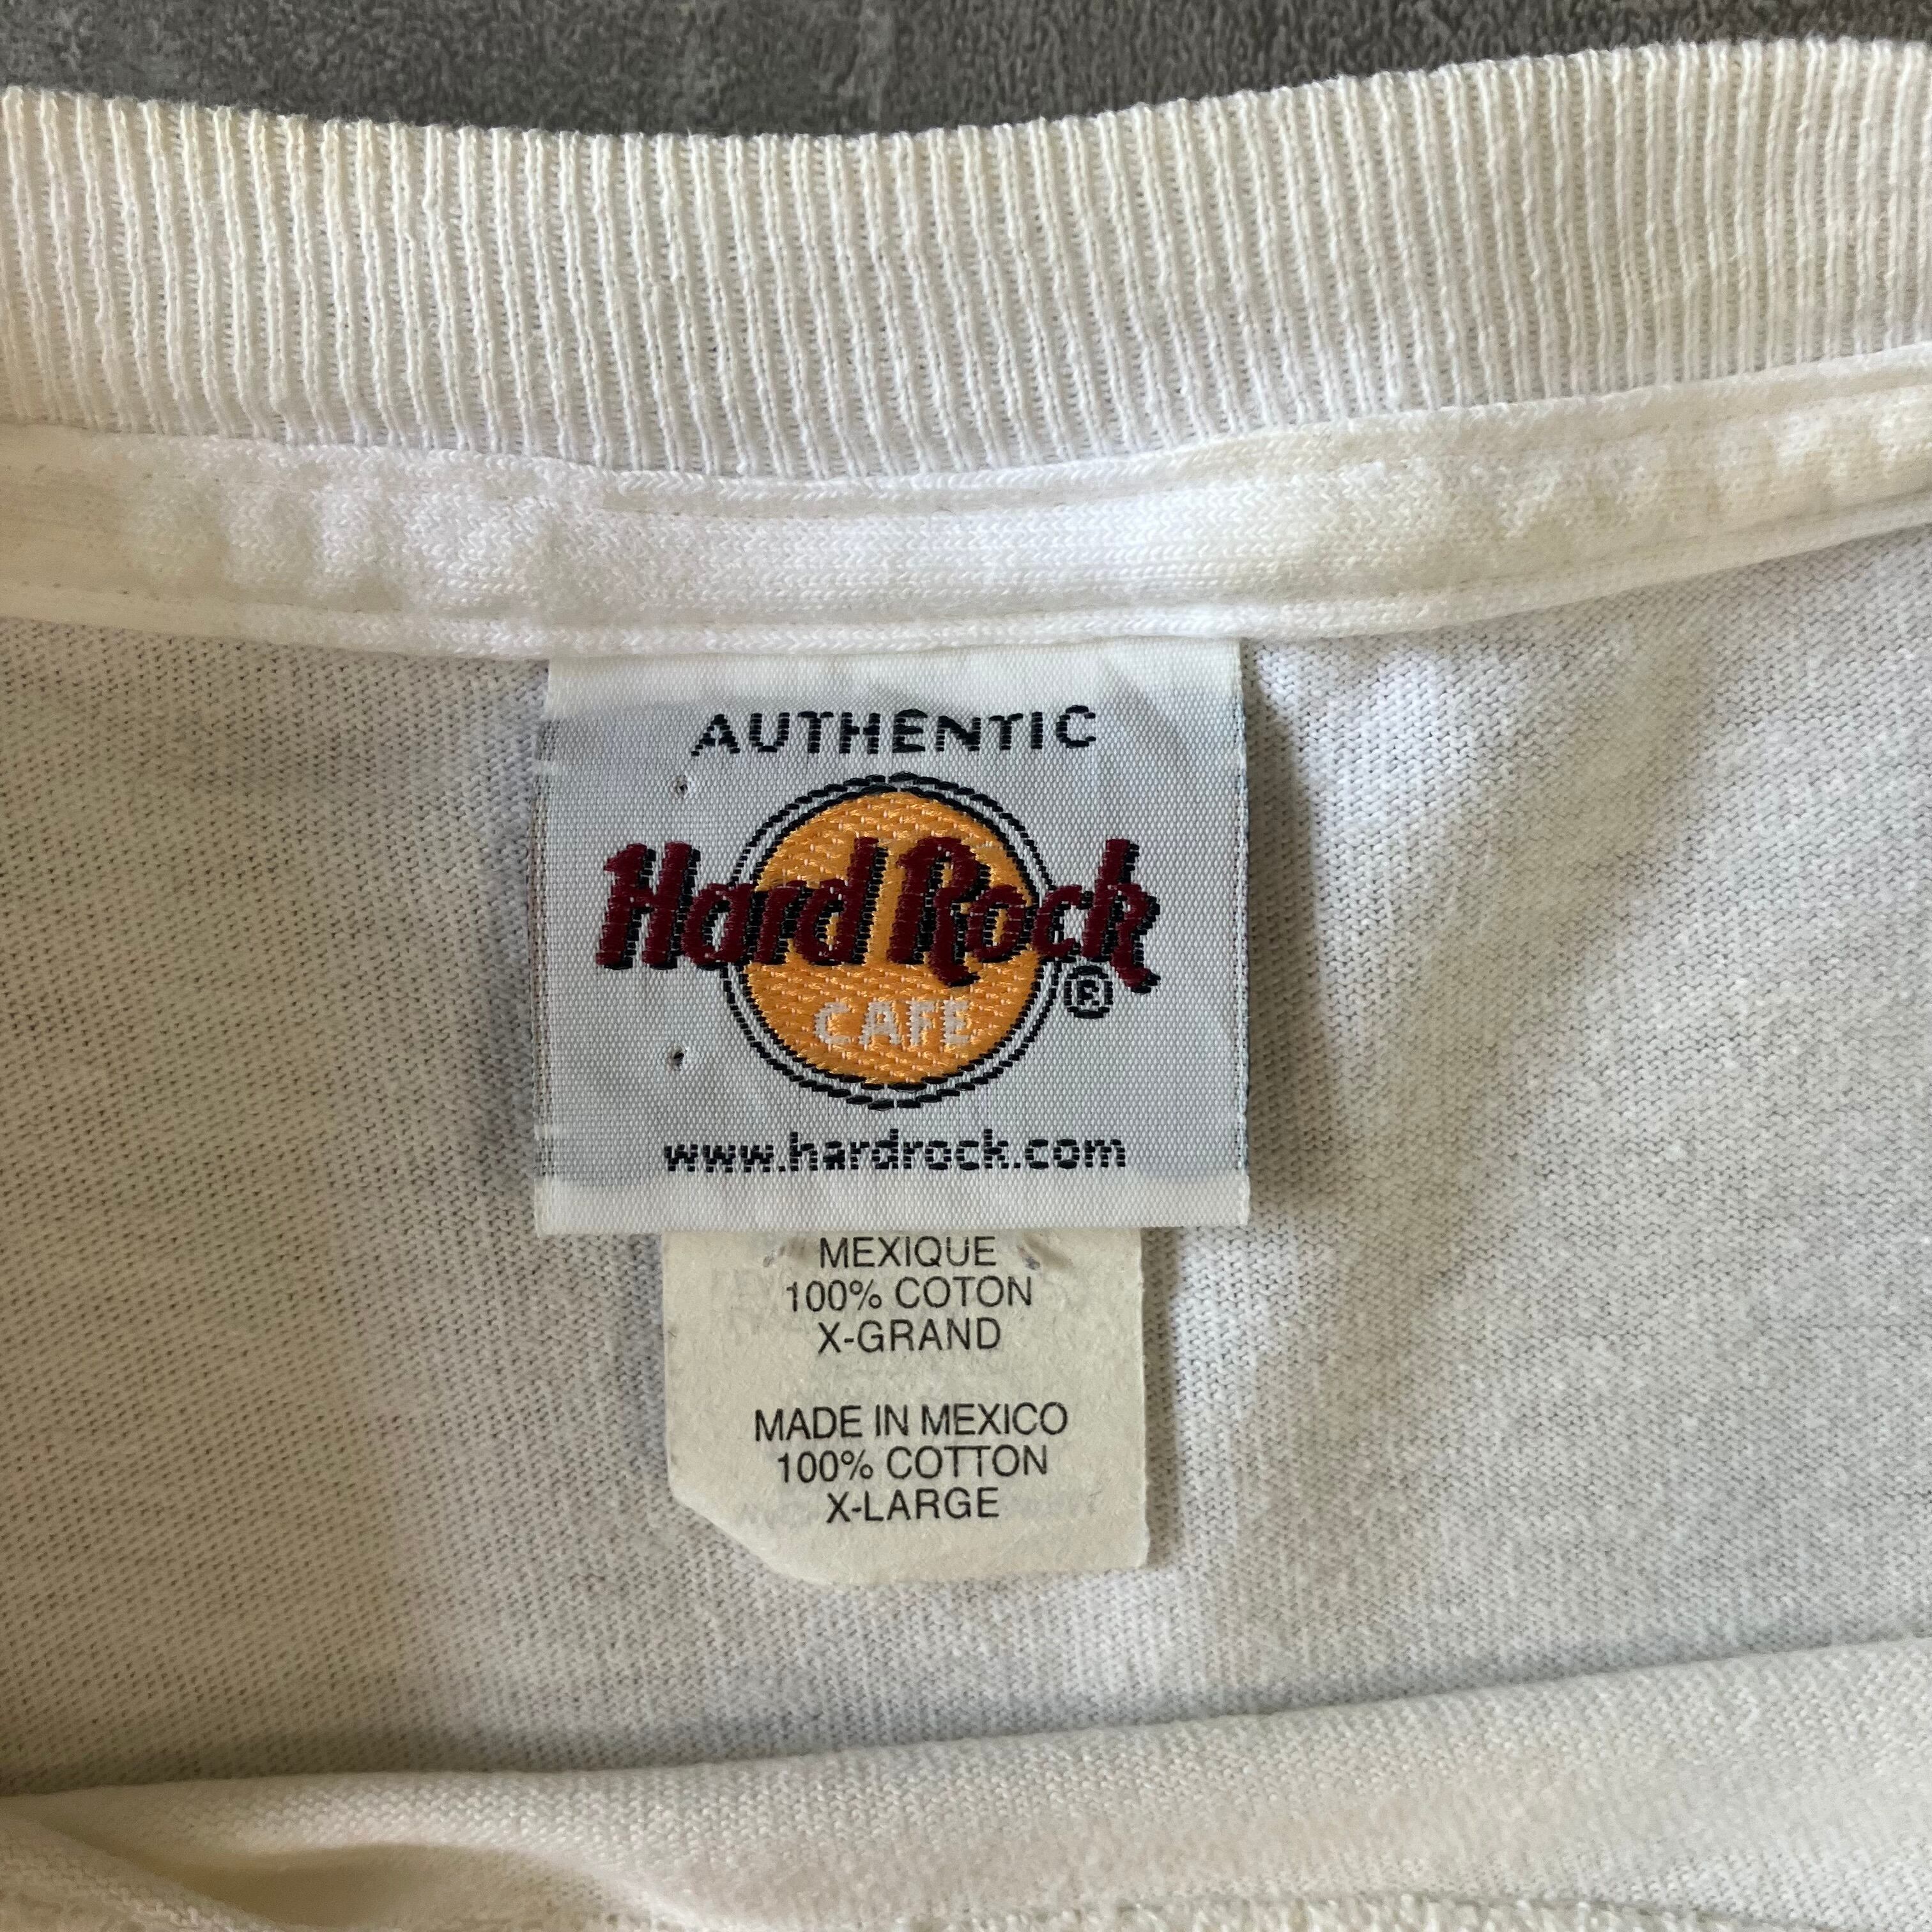 AUTHENTIC
Hard Rock
CAFE
®
www.hardrock.com
MEXIQUE
100% COTON
X-GRAND
MADE IN MEXICO
100% COTTON
X-LARGE